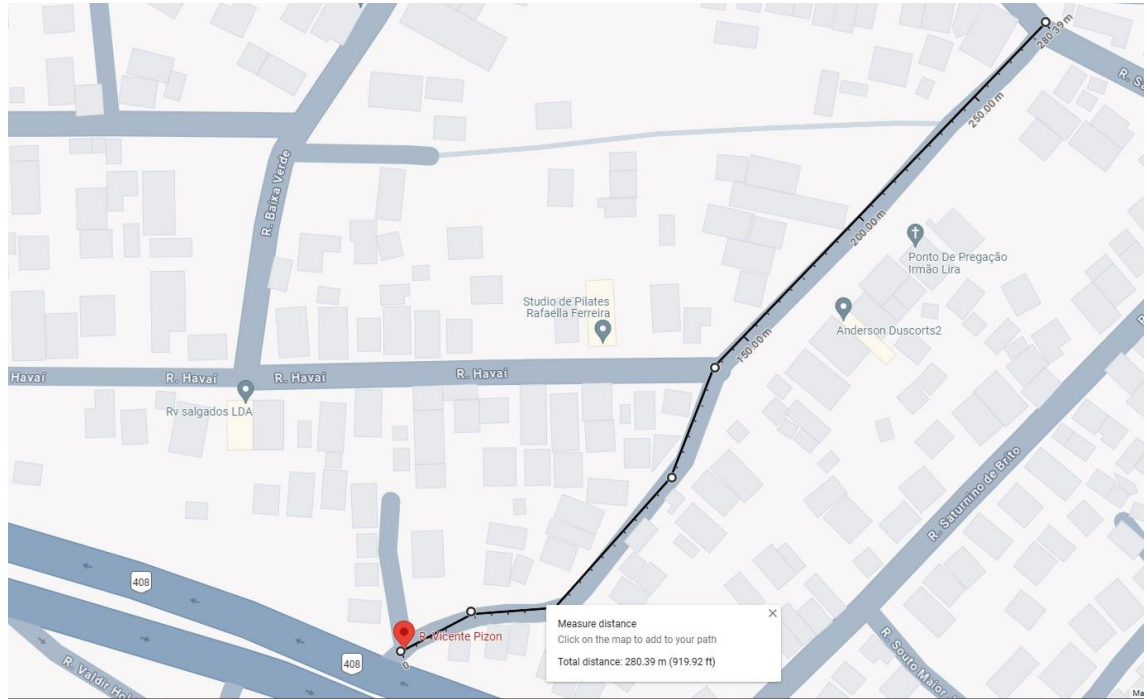 280.39 m
R. S
250.00 m
R. Baixa Verde
200.00 m
Ponto De Pregação
Irmão Lira
Studio de Pilates
Rafaella Ferreira
Anderson Duscorts2
150.00 m
Havaí
R. Havaí
R. Havaí
R. Havaí
Rv salgados LDA
R. Saturnino de Brito
408
R. Vicente Pizon
0
408
R. Valdir Hol
R. Souto Maior
Measure distance
Click on the map to add to your path
Total distance: 280.39 m (919.92 ft)
Ma